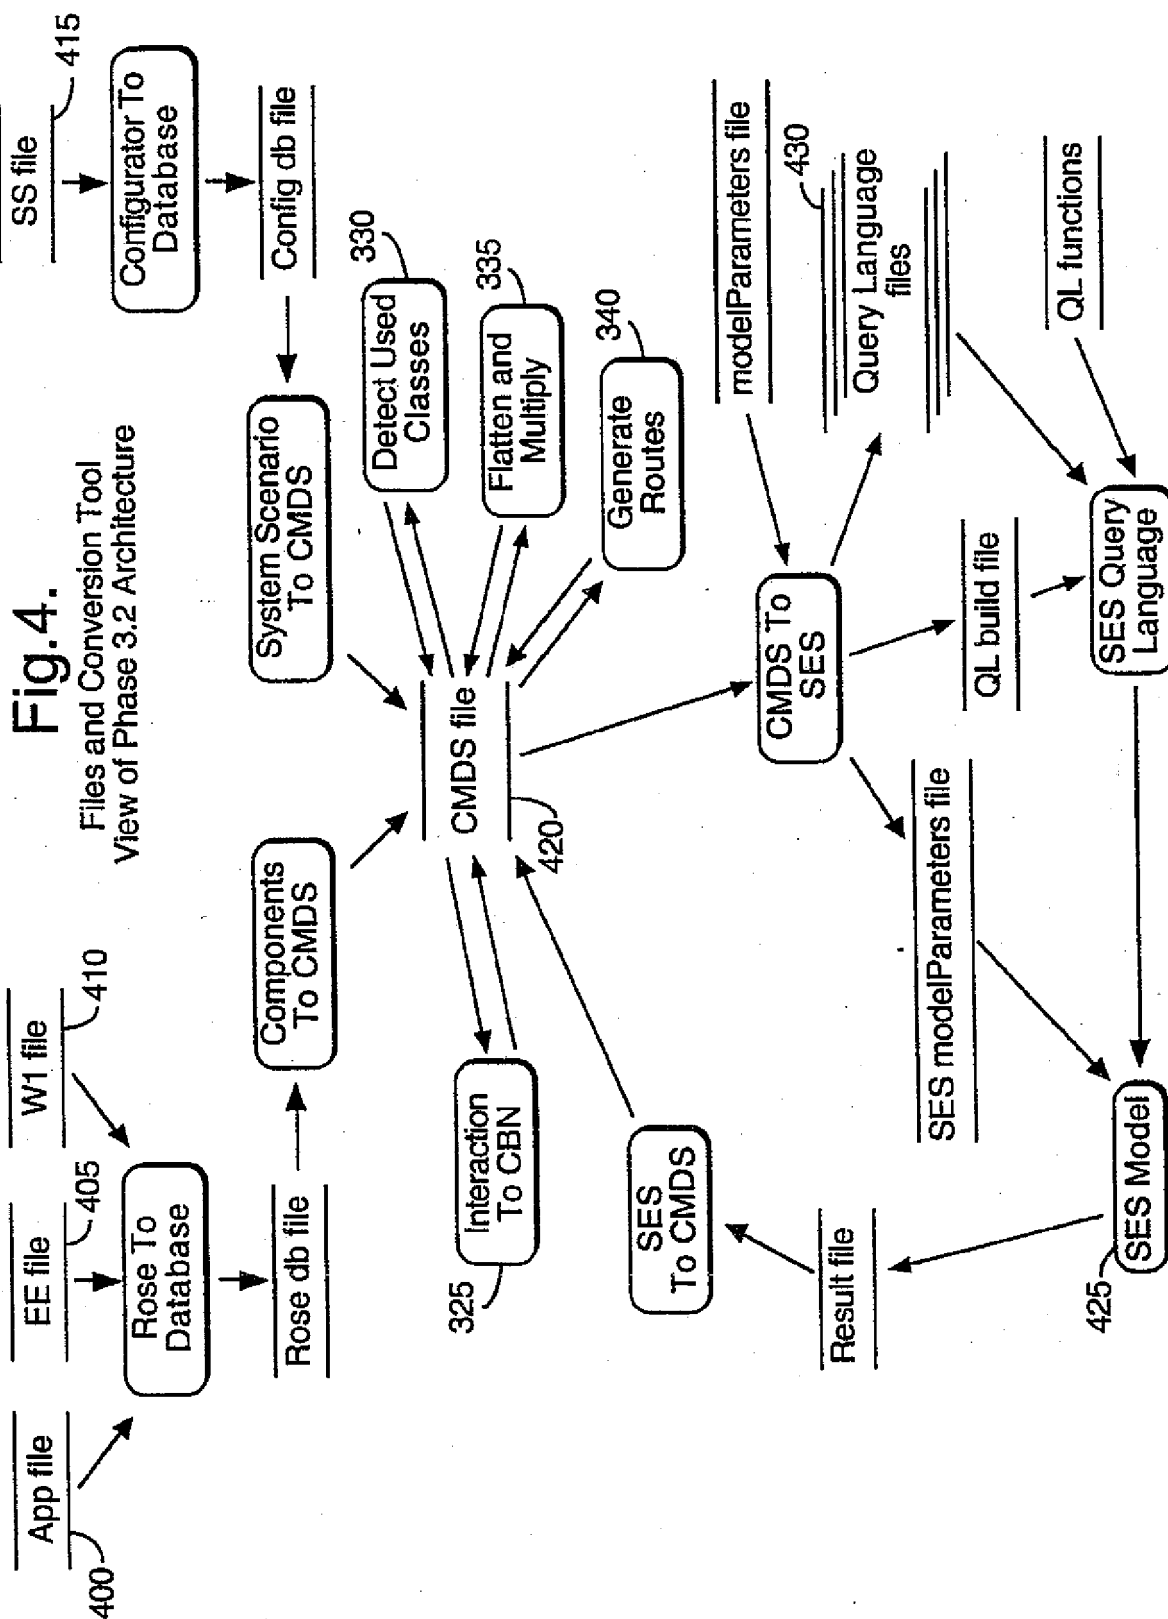 Fig.4.
Files and Conversion Tool
View of Phase 3.2 Architecture
App file
400
EE file
405
W1 file
410
SS file
415
Rose To
Database
Configurator To
Database
Rose db file
Config db file
Components
To CMDS
System Scenario
To CMDS
Detect Used
Classes
330
Interaction
To CBN
325
CMDS file
420
Flatten and
Multiply
335
Generate
Routes
340
SES
To CMDS
CMDS To
SES
modelParameters file
Result file
SES modelParameters file
QL build file
Query Language
files
430
SES Model
425
SES Query
Language
QL functions